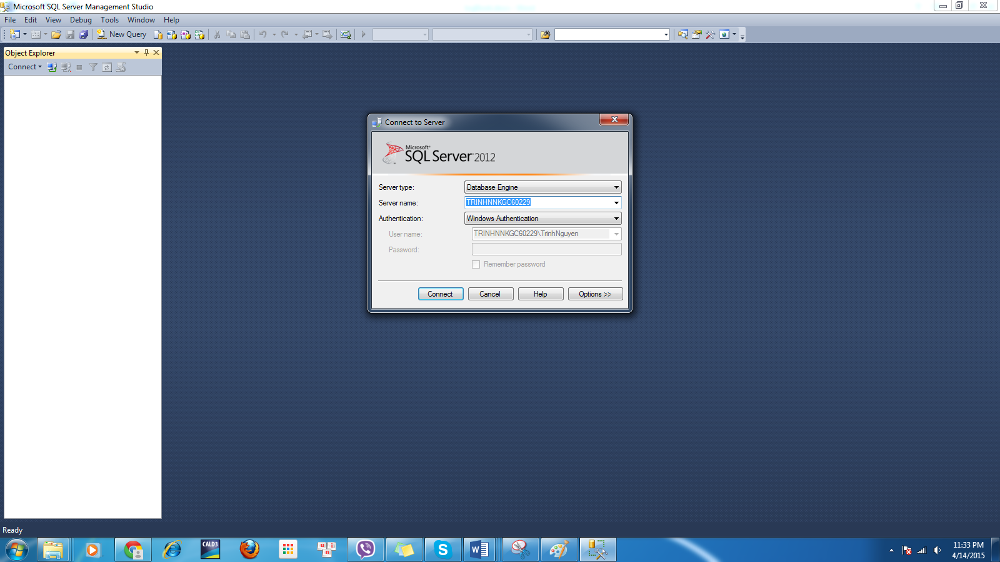 Microsoft SQL Server Management Studio
File Edit View Debug Tools Window Help
New Query
Object Explorer
Connect
Connect to Server
Microsoft®
SQL Server 2012
Server type: Database Engine
Server name: TRINHNNKGC60229
Authentication: Windows Authentication
User name: TRINHNNKGC60229\TrinhNguyen
Password:
Remember password
Connect Cancel Help Options >>
Ready
CALD3
u n i n
S
W
11:33 PM
4/14/2015